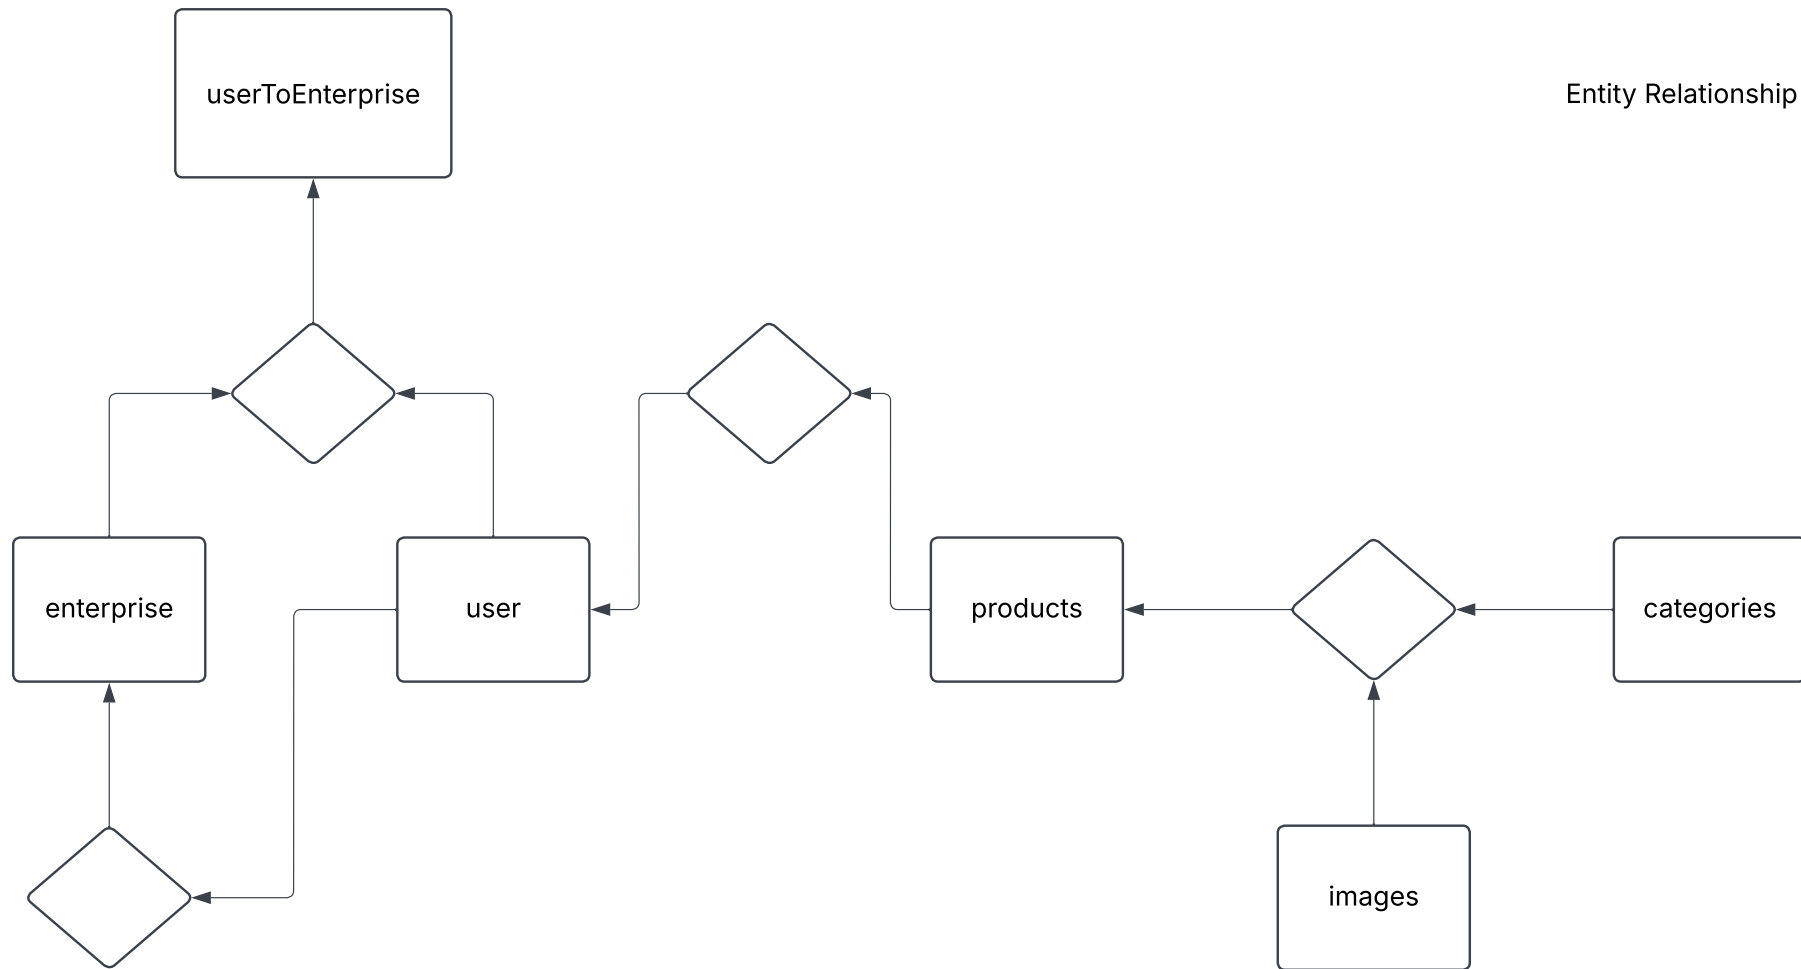 userToEnterprise
Entity Relationship
enterprise
user
products
categories
images